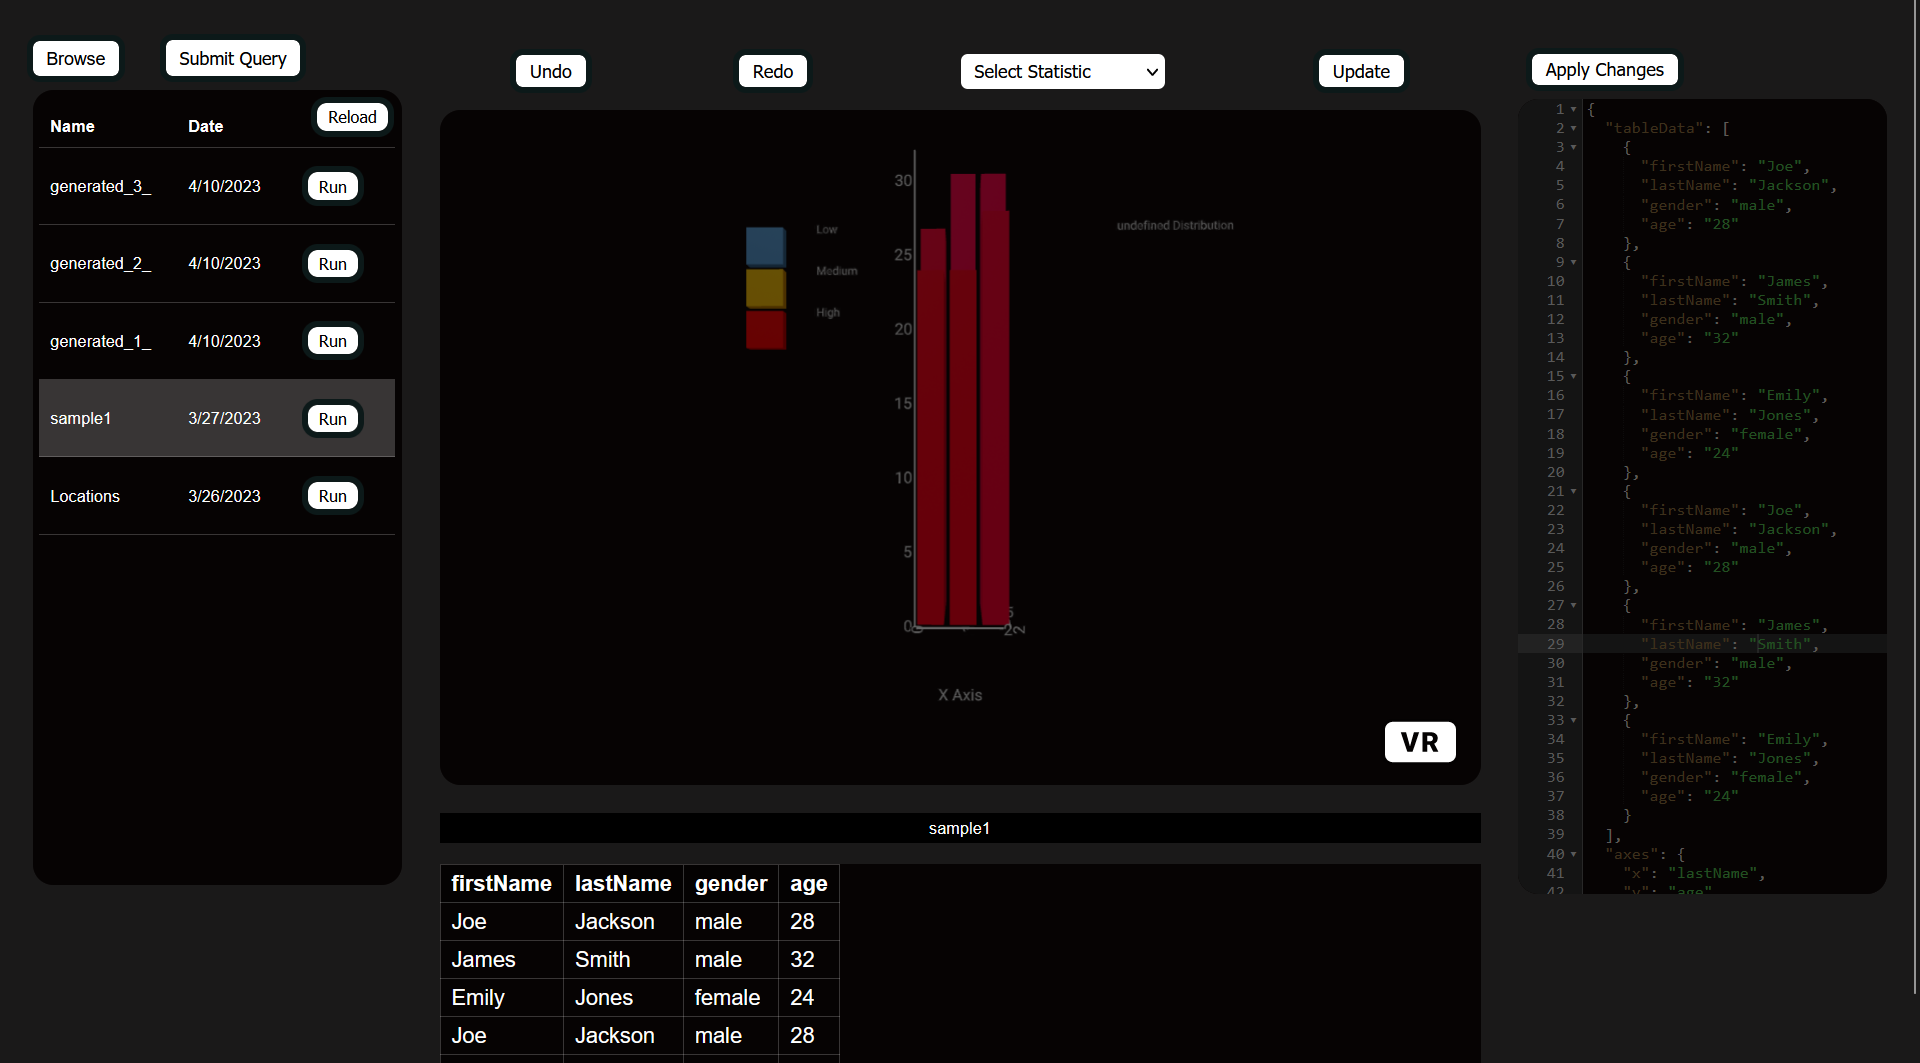 Browse
Submit Query
Undo
Redo
Select Statistic
Update
Apply Changes
Name Date Reload
generated_3_ 4/10/2023 Run
generated_2_ 4/10/2023 Run
generated_1_ 4/10/2023 Run
sample1 3/27/2023 Run
Locations 3/26/2023 Run
Low
Medium
High
undefined Distribution
30
25
20
15
10
5
0
X Axis
VR
sample1
firstName lastName gender age
Joe Jackson male 28
James Smith male 32
Emily Jones female 24
Joe Jackson male 28
1 {
2 "tableData": [
3 {
4 "firstName": "Joe",
5 "lastName": "Jackson",
6 "gender": "male",
7 "age": "28"
8 },
9 {
10 "firstName": "James",
11 "lastName": "Smith",
12 "gender": "male",
13 "age": "32"
14 },
15 {
16 "firstName": "Emily",
17 "lastName": "Jones",
18 "gender": "female",
19 "age": "24"
20 },
21 {
22 "firstName": "Joe",
23 "lastName": "Jackson",
24 "gender": "male",
25 "age": "28"
26 },
27 {
28 "firstName": "James",
29 "lastName": "Smith",
30 "gender": "male",
31 "age": "32"
32 },
33 {
34 "firstName": "Emily",
35 "lastName": "Jones",
36 "gender": "female",
37 "age": "24"
38 }
39 ],
40 "axes": {
41 "x": "lastName",
42 "y": "age"